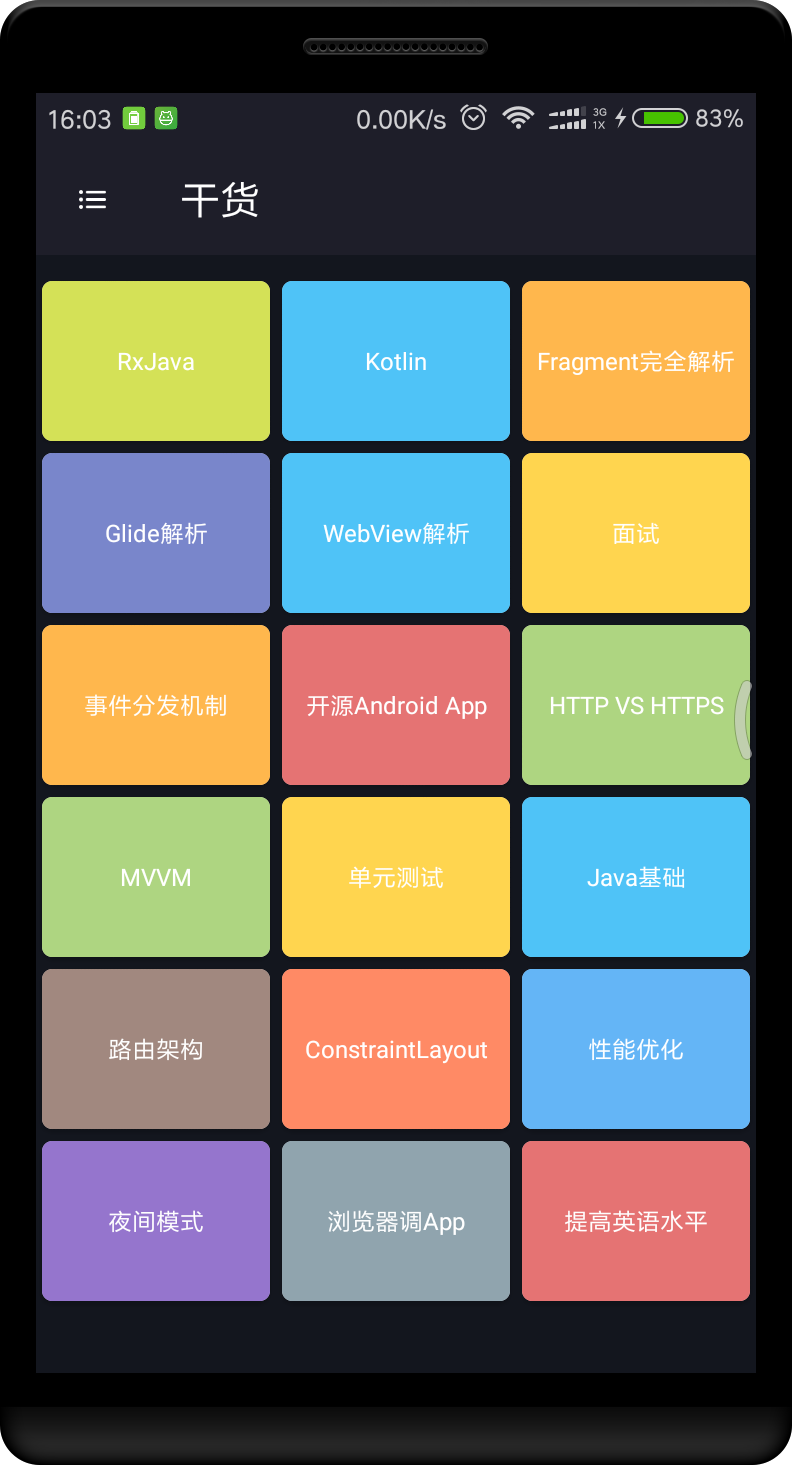 16:03 0.00K/s 3G 1X 83%
干货
RxJava Kotlin Fragment完全解析
Glide解析 WebView解析 面试
事件分发机制 开源Android App HTTP VS HTTPS
MVVM 单元测试 Java基础
路由架构 ConstraintLayout 性能优化
夜间模式 浏览器调App 提高英语水平